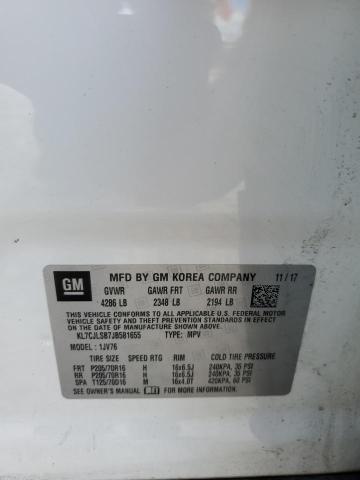 GM
MFD BY GM KOREA COMPANY 11/17
GVWR GAWR FRT GAWR RR
4286 LB 2348 LB 2194 LB
THIS VEHICLE CONFORMS TO ALL APPLICABLE U.S. FEDERAL MOTOR
VEHICLE SAFETY, BUMPER, AND THEFT PREVENTION STANDARDS
IN EFFECT ON THE DATE OF MANUFACTURE SHOWN ABOVE.
KL7CJLSB7JB581655 TYPE: MPV
MODEL: 1JV76
TIRE SIZE SPEED RTG RIM COLD TIRE PRESSURE
FRT P205/70R16 H 16x6.5J 240KPA, 35 PSI
RR P205/70R16 H 16x6.5J 240KPA, 35 PSI
SPA T125/70D16 M 16x4.0T 420KPA, 60 PSI
SEE OWNER'S MANUAL FOR ADDITIONAL INFORMATION